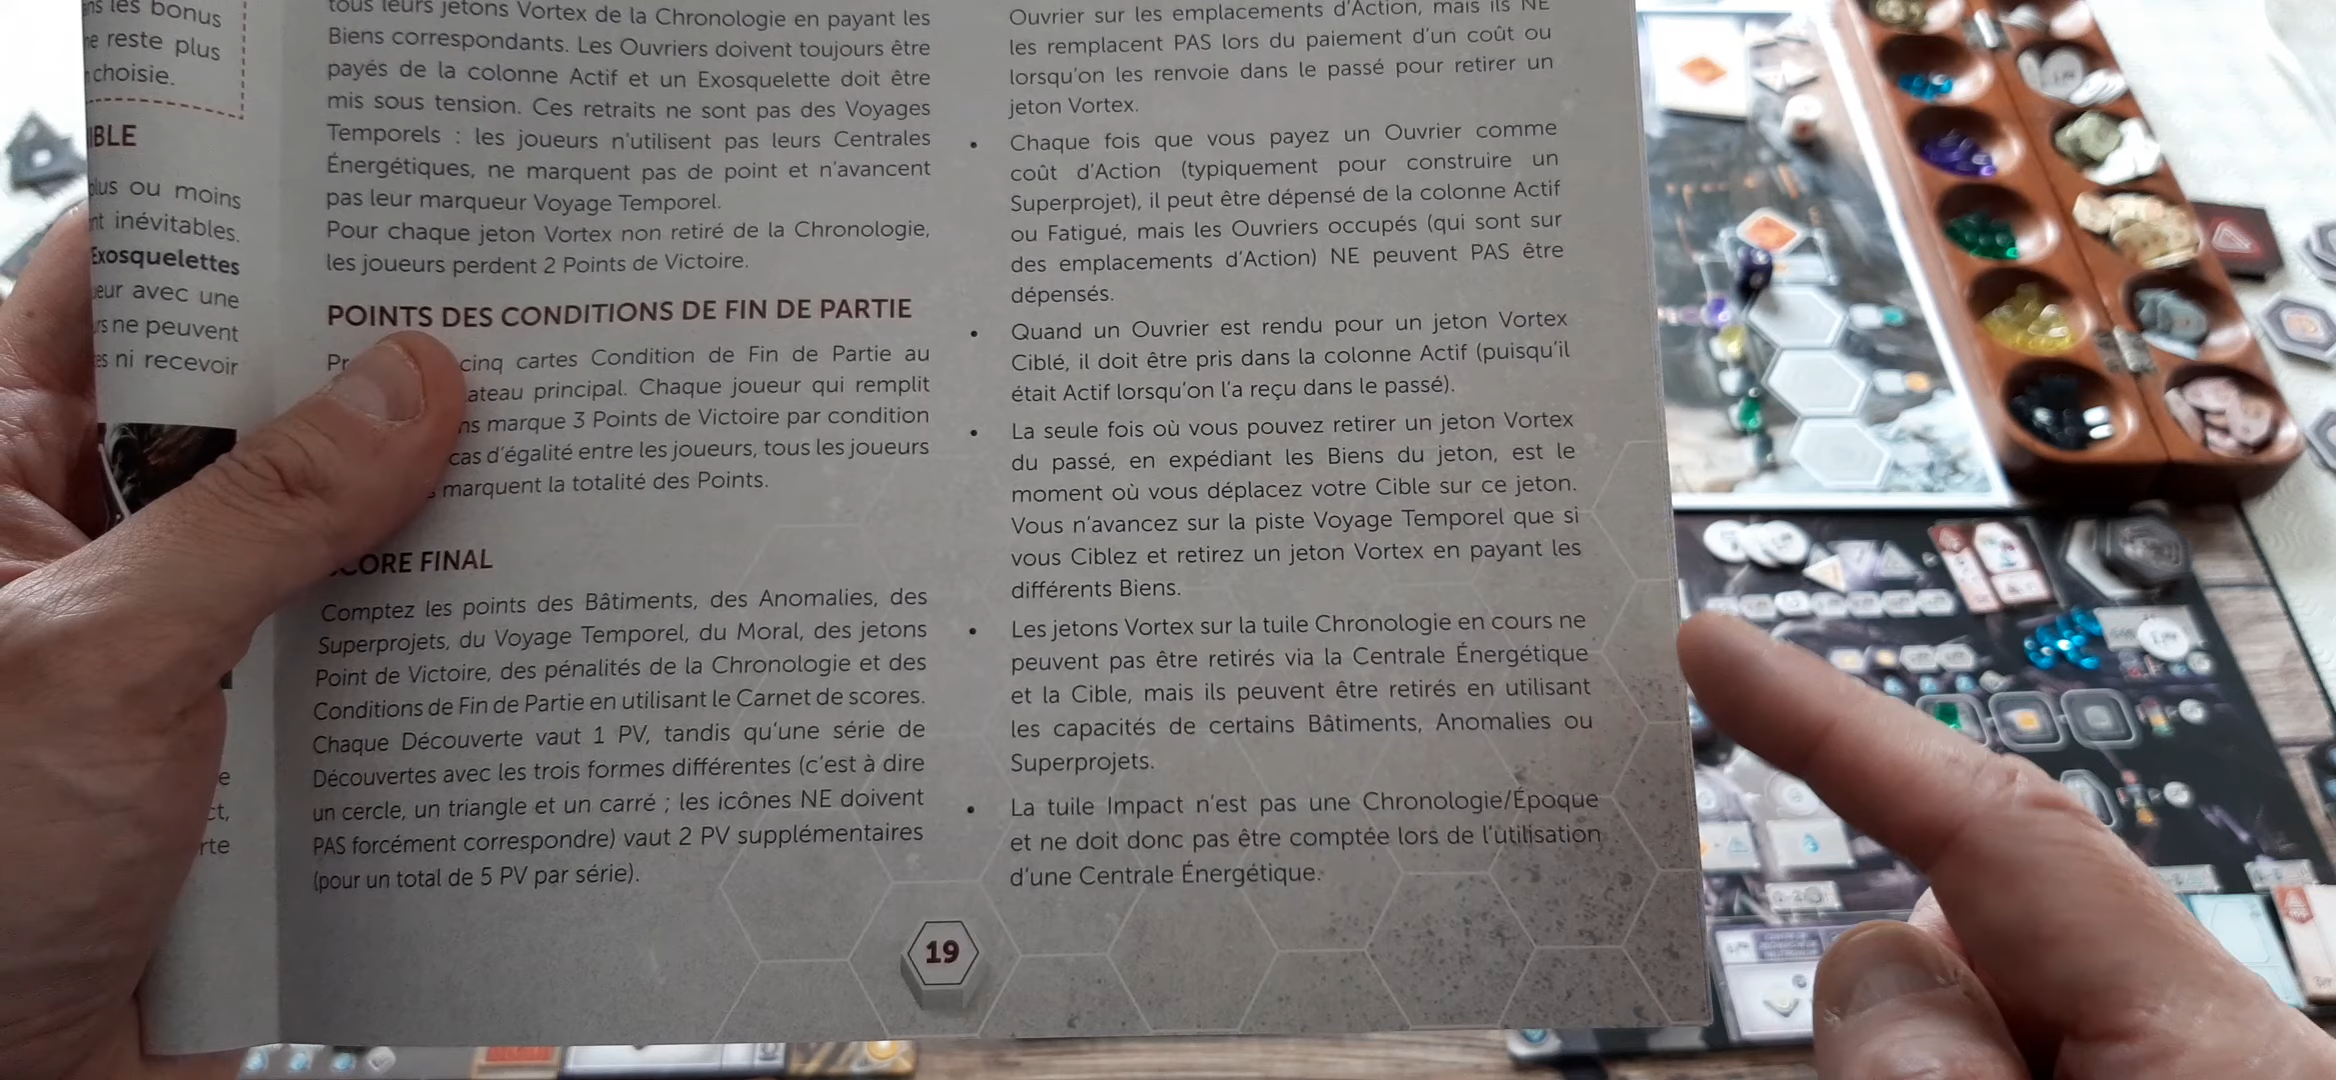 les bonus
reste plus
choisie.
plus ou moins
inévitables.
Exosquelettes
avec une
ne peuvent
ni recevoir
tous leurs jetons Vortex de la Chronologie en payant les
Biens correspondants. Les Ouvriers doivent toujours être
payés de la colonne Actif et un Exosquelette doit être
mis sous tension. Ces retraits ne sont pas des Voyages
Temporels : les joueurs n'utilisent pas leurs Centrales
Énergétiques, ne marquent pas de point et n'avancent
pas leur marqueur Voyage Temporel.
Pour chaque jeton Vortex non retiré de la Chronologie,
les joueurs perdent 2 Points de Victoire.
POINTS DES CONDITIONS DE FIN DE PARTIE
cinq cartes Condition de Fin de Partie au
principal. Chaque joueur qui remplit
marque 3 Points de Victoire par condition
cas d'égalité entre les joueurs, tous les joueurs
marquent la totalité des Points.
SCORE FINAL
Comptez les points des Bâtiments, des Anomalies, des
Superprojets, du Voyage Temporel, du Moral, des jetons
Point de Victoire, des pénalités de la Chronologie et des
Conditions de Fin de Partie en utilisant le Carnet de scores.
Chaque Découverte vaut 1 PV, tandis qu'une série de
Découvertes avec les trois formes différentes (c'est à dire
un cercle, un triangle et un carré ; les icônes NE doivent
PAS forcément correspondre) vaut 2 PV supplémentaires
(pour un total de 5 PV par série).
Ouvrier sur les emplacements d'Action, mais ils NE
les remplacent PAS lors du paiement d'un coût ou
lorsqu'on les renvoie dans le passé pour retirer un
jeton Vortex.
• Chaque fois que vous payez un Ouvrier comme
coût d'Action (typiquement pour construire un
Superprojet), il peut être dépensé de la colonne Actif
ou Fatigué, mais les Ouvriers occupés (qui sont sur
des emplacements d'Action) NE peuvent PAS être
dépensés.
• Quand un Ouvrier est rendu pour un jeton Vortex
Ciblé, il doit être pris dans la colonne Actif (puisqu'il
était Actif lorsqu'on l'a reçu dans le passé).
• La seule fois où vous pouvez retirer un jeton Vortex
du passé, en expédiant les Biens du jeton, est le
moment où vous déplacez votre Cible sur ce jeton.
Vous n'avancez sur la piste Voyage Temporel que si
vous Ciblez et retirez un jeton Vortex en payant les
différents Biens.
• Les jetons Vortex sur la tuile Chronologie en cours ne
peuvent pas être retirés via la Centrale Énergétique
et la Cible, mais ils peuvent être retirés en utilisant
les capacités de certains Bâtiments, Anomalies ou
Superprojets.
• La tuile Impact n'est pas une Chronologie/Époque
et ne doit donc pas être comptée lors de l'utilisation
d'une Centrale Énergétique.
19